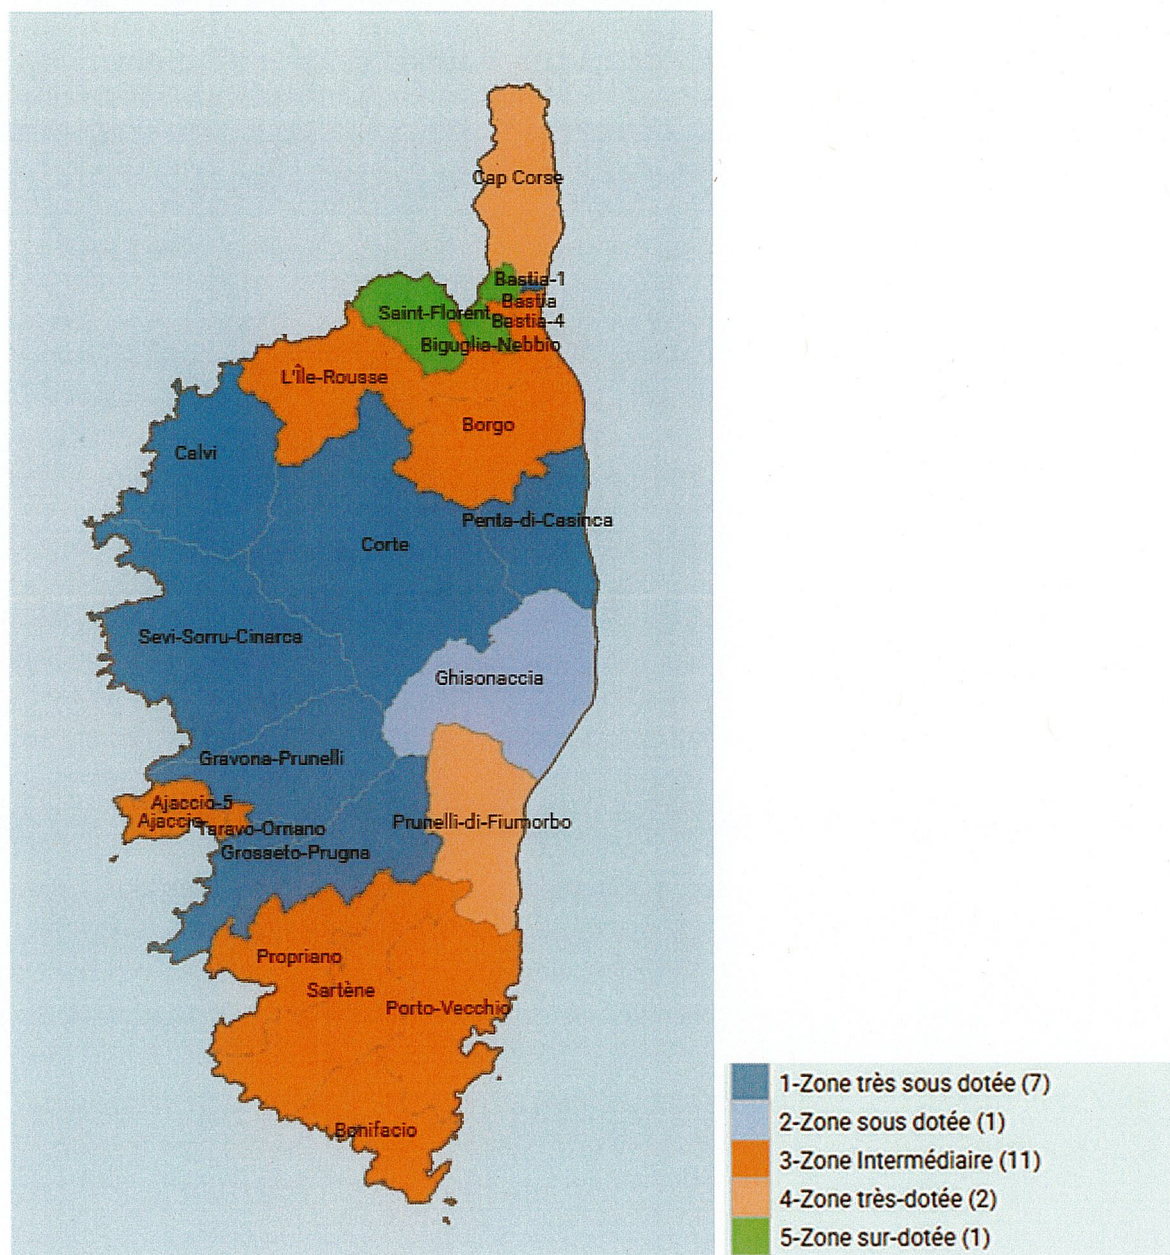 Cap Corse
Bastia-1
Bastia
Saint-Florent
Bastia-4
Biguglia-Nebbio
L'Île-Rousse
Borgo
Calvi
Penta-di-Casinca
Corte
Sevi-Sorru-Cinarca
Ghisonaccia
Gravona-Prunelli
Ajaccio-5
Ajaccio
Taravo-Ornano
Prunelli-di-Fiumorbo
Grosseto-Prugna
Propriano
Sartène
Porto-Vecchio
Bonifacio
1-Zone très sous dotée (7)
2-Zone sous dotée (1)
3-Zone Intermédiaire (11)
4-Zone très-dotée (2)
5-Zone sur-dotée (1)